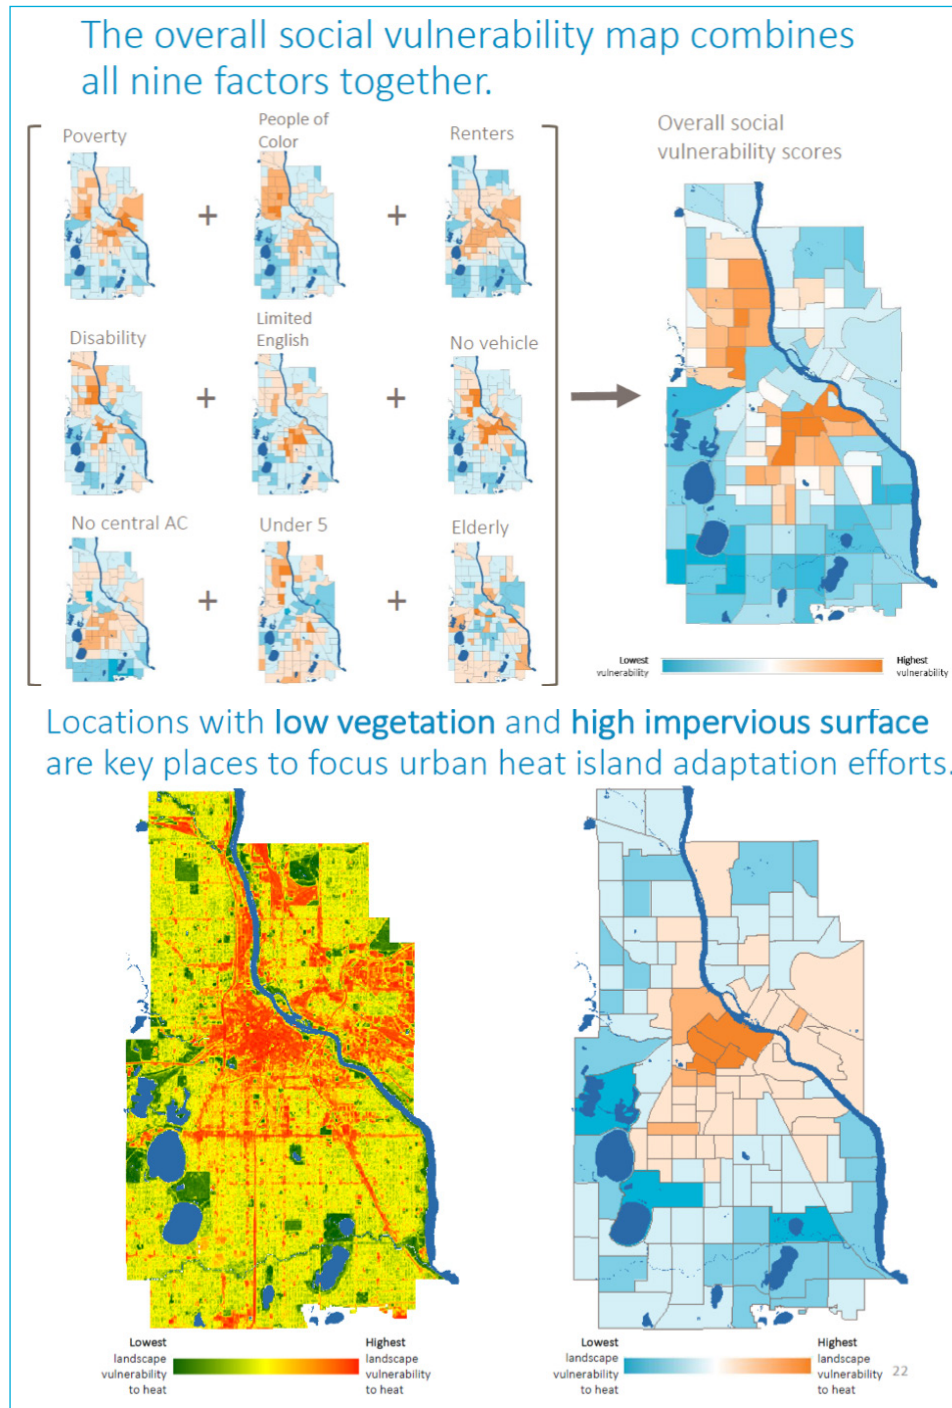 The overall social vulnerability map combines
all nine factors together.
Poverty
People of
Color
Renters
Overall social
vulnerability scores
+
+
Disability
Limited
English
No vehicle
+
+
No central AC
Under 5
Elderly
+
+
Lowest
vulnerability
Highest
vulnerability
Locations with low vegetation and high impervious surface
are key places to focus urban heat island adaptation efforts.
Lowest
landscape
vulnerability
to heat
Highest
landscape
vulnerability
to heat
Lowest
landscape
vulnerability
to heat
Highest
landscape
vulnerability
to heat
22